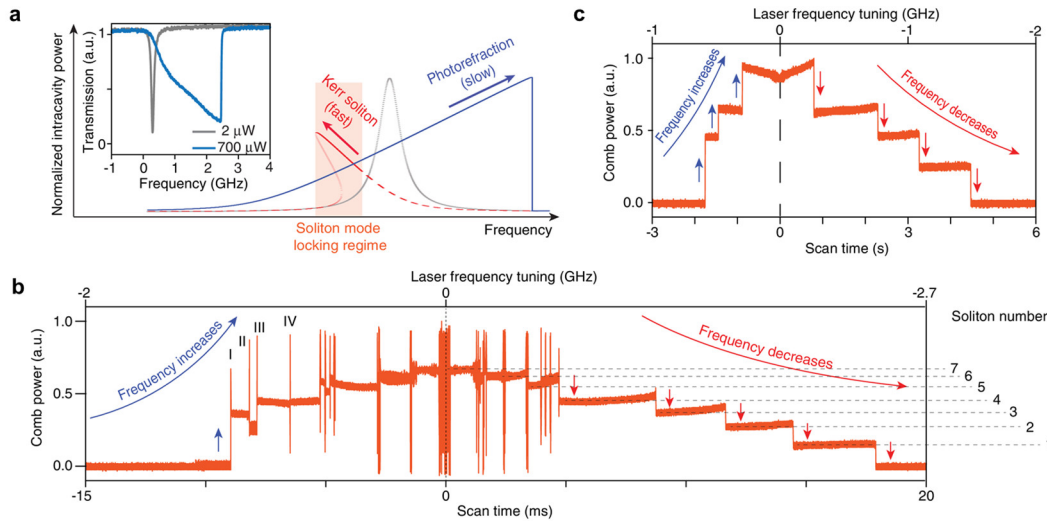 a
Normalized intracavity power
Transmission (a.u.)
1
0
2 μW
700 μW
-1 0 1 2 3 4
Frequency (GHz)
Kerr soliton
(fast)
Photorefraction
(slow)
Soliton mode
locking regime
Frequency
c
Laser frequency tuning (GHz)
-1 0 -1 -2
Comb power (a.u.)
1.0
0.5
0.0
Frequency increases
Frequency decreases
-3 0 3 6
Scan time (s)
b
Laser frequency tuning (GHz)
-2 0 -2.7
Comb power (a.u.)
1.0
0.5
0.0
Frequency increases
I
II
III
IV
Frequency decreases
Soliton number
7
6
5
4
3
2
-15 0 20
Scan time (ms)